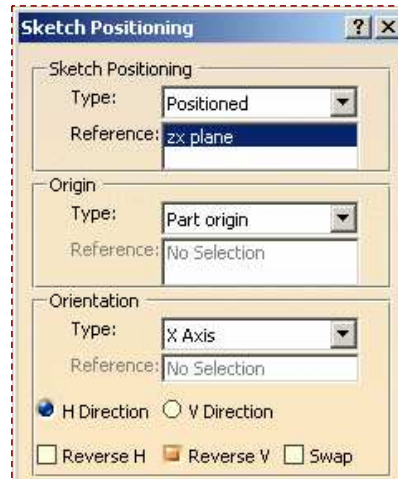 Sketch Positioning
Sketch Positioning
Type: Positioned
Reference: zx plane
Origin
Type: Part origin
Reference: No Selection
Orientation
Type: X Axis
Reference: No Selection
H Direction V Direction
Reverse H Reverse V Swap